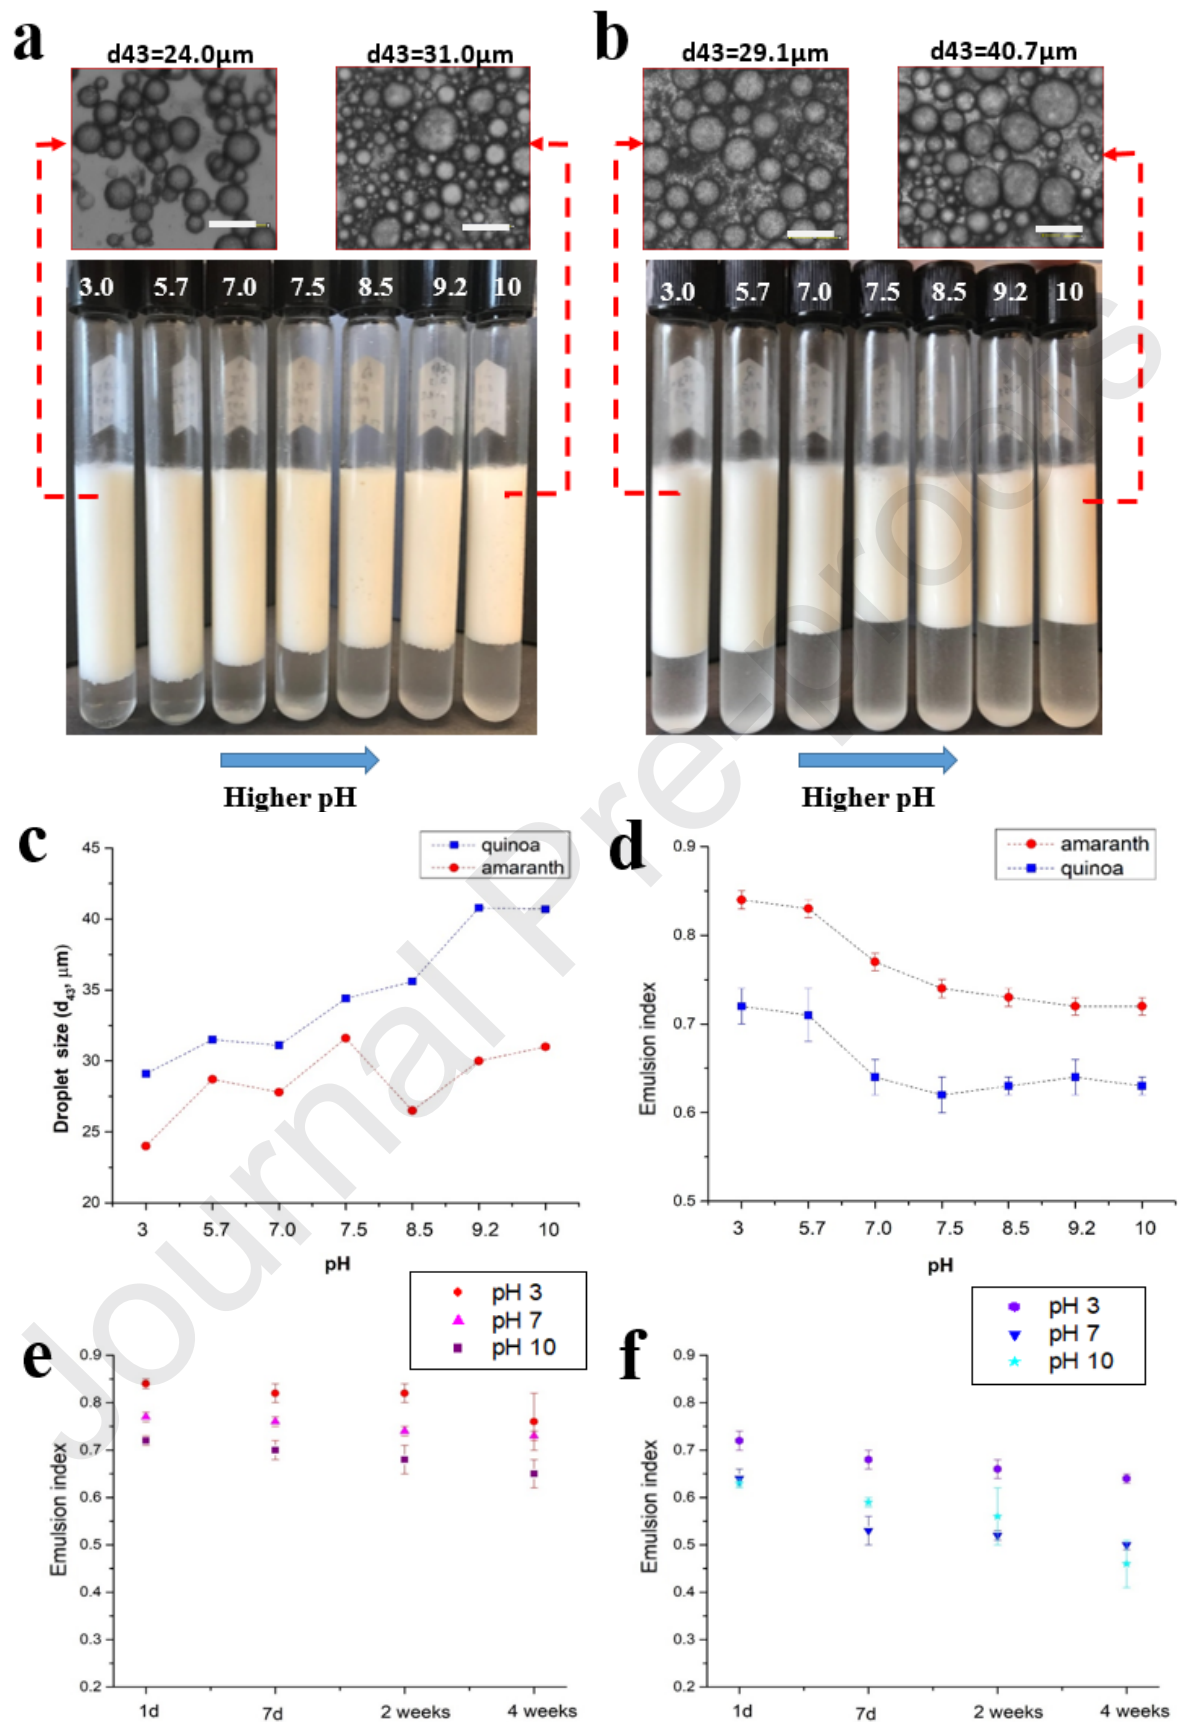 a
d43=24.0μm
d43=31.0μm
b
d43=29.1μm
d43=40.7μm
3.0 5.7 7.0 7.5 8.5 9.2 10
3.0 5.7 7.0 7.5 8.5 9.2 10
Higher pH
Higher pH
c
quinoa
amaranth
45
40
35
30
25
20
Droplet size (d43, μm)
3 5.7 7.0 7.5 8.5 9.2 10
pH
d
amaranth
quinoa
0.9
0.8
0.7
0.6
0.5
Emulsion index
3 5.7 7.0 7.5 8.5 9.2 10
pH
e
pH 3
pH 7
pH 10
0.9
0.8
0.7
0.6
0.5
0.4
0.3
0.2
Emulsion index
1d 7d 2 weeks 4 weeks
f
pH 3
pH 7
pH 10
0.9
0.8
0.7
0.6
0.5
0.4
0.3
0.2
Emulsion index
1d 7d 2 weeks 4 weeks
Journal Pre-proofs